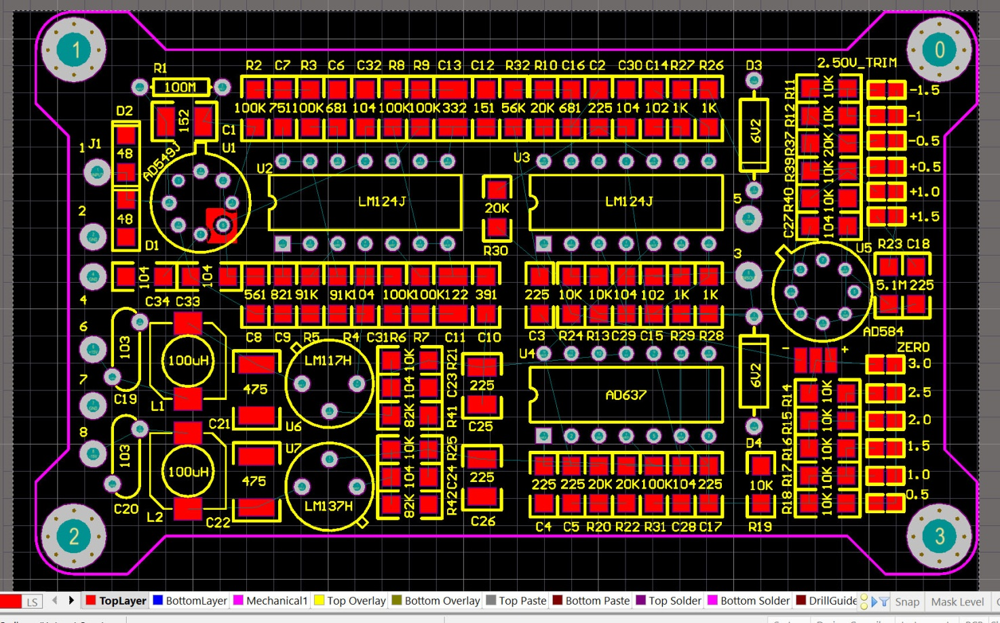 1
0
R1
100M
R2 C7 R3 C6 C32 R8 R9 C13 C12 R32 R10 C16 C2 C30 C14 R27 R26
D3
2.50V_TRIM
100K 751 100K 681 104 100K 100K 332 151 56K 20K 681 225 104 102 1K 1K
R11 10K
-1.5
R12 10K
-1
R37 20K
-0.5
R39 10K
+0.5
R40 10K
+1.0
C27 104
+1.5
D2
152
C1
6V2
1 J1
48
AD549J
U1
U2
U3
LM124J
LM124J
20K
R30
5
2
48
D1
U5
R23 C18
5.1M 225
AD584
3
104
104
C34 C33
4
561 821 91K 91K 104 100K 100K 122 391
225 10K 10K 104 102 1K 1K
C8 C9 R5 R4 C31 R6 R7 C11 C10
C3 R24 R13 C29 C15 R29 R28
6
103
C19
100uH
L1
475
C21
LM117H
U6
10K R21
104 C23
82K R41
225
C25
U4
AD637
6V2
D4
- +
ZERO
3.0
R14 10K
2.5
R15 10K
2.0
R16 10K
1.5
R17 10K
1.0
R18 10K
0.5
7
8
103
C20
100uH
L2
475
C22
U7
LM137H
10K R25
104 C24
82K R42
225
C26
225 225 20K 20K 100K 104 225
C4 C5 R20 R22 R31 C28 C17
10K
R19
2
3
LS TopLayer BottomLayer Mechanical1 Top Overlay Bottom Overlay Top Paste Bottom Paste Top Solder Bottom Solder DrillGuide Snap Mask Level